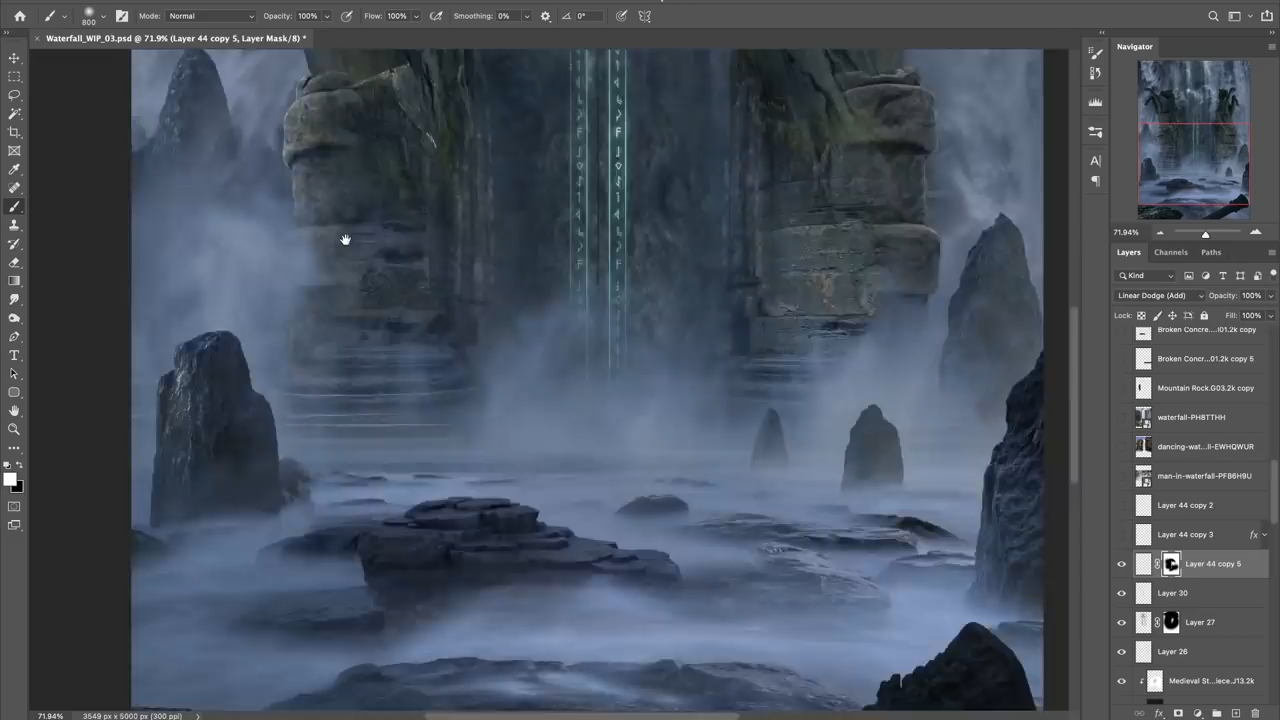 800
Mode: Normal
Opacity: 100%
Flow: 100%
Smoothing: 0%
0°
Waterfall_WIP_03.psd @ 71.9% (Layer 44 copy 5, Layer Mask/8) *
Navigator
71.94%
Layers Channels Paths
Kind
Linear Dodge (Add) Opacity: 100%
Lock: Fill: 100%
Broken Concre....l01.2k copy
Broken Concr....01.2k copy 5
Mountain Rock.G03.2k copy
waterfall-PH8TTHH
dancing-wat...ll-EWHQWUR
man-in-waterfall-PFB6H9U
Layer 44 copy 2
Layer 44 copy 3 fx
Layer 44 copy 5
Layer 30
Layer 27
Layer 26
Medieval St...iece.J13.2k
71.94% 3549 px x 5000 px (300 ppi)
fx